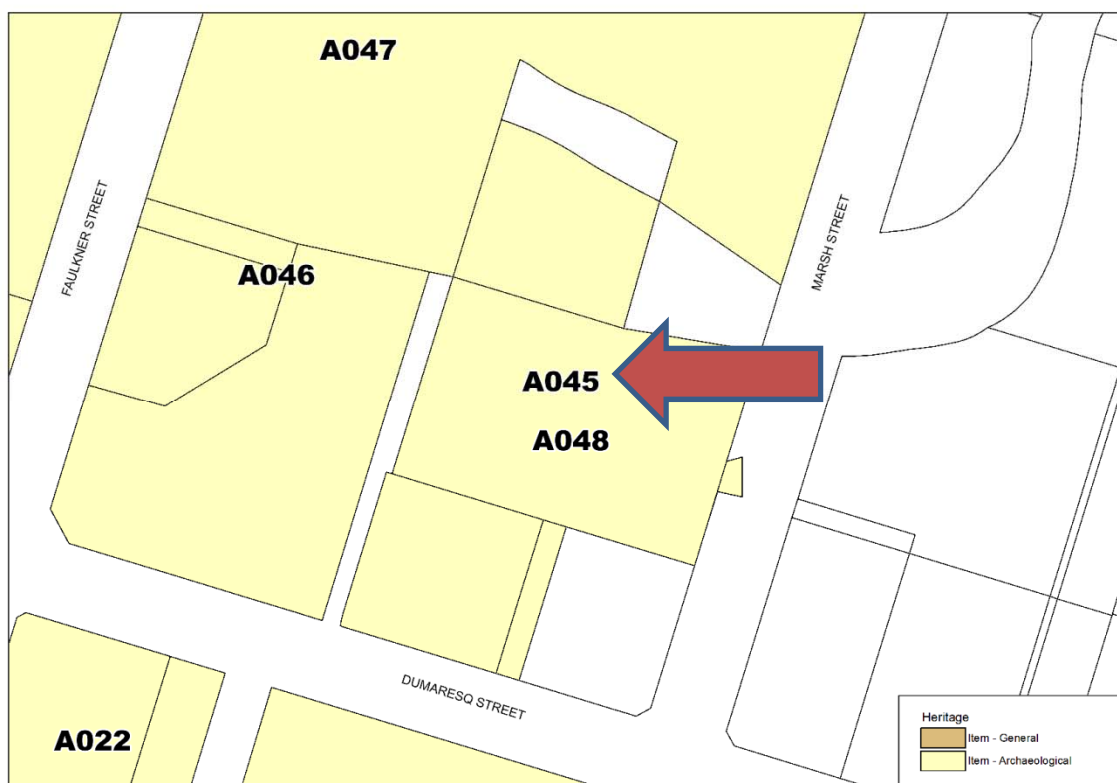 A047
FAULKNER STREET
MARSH STREET
A046
A045
A048
DUMARESQ STREET
A022
Heritage
Item - General
Item - Archaeological